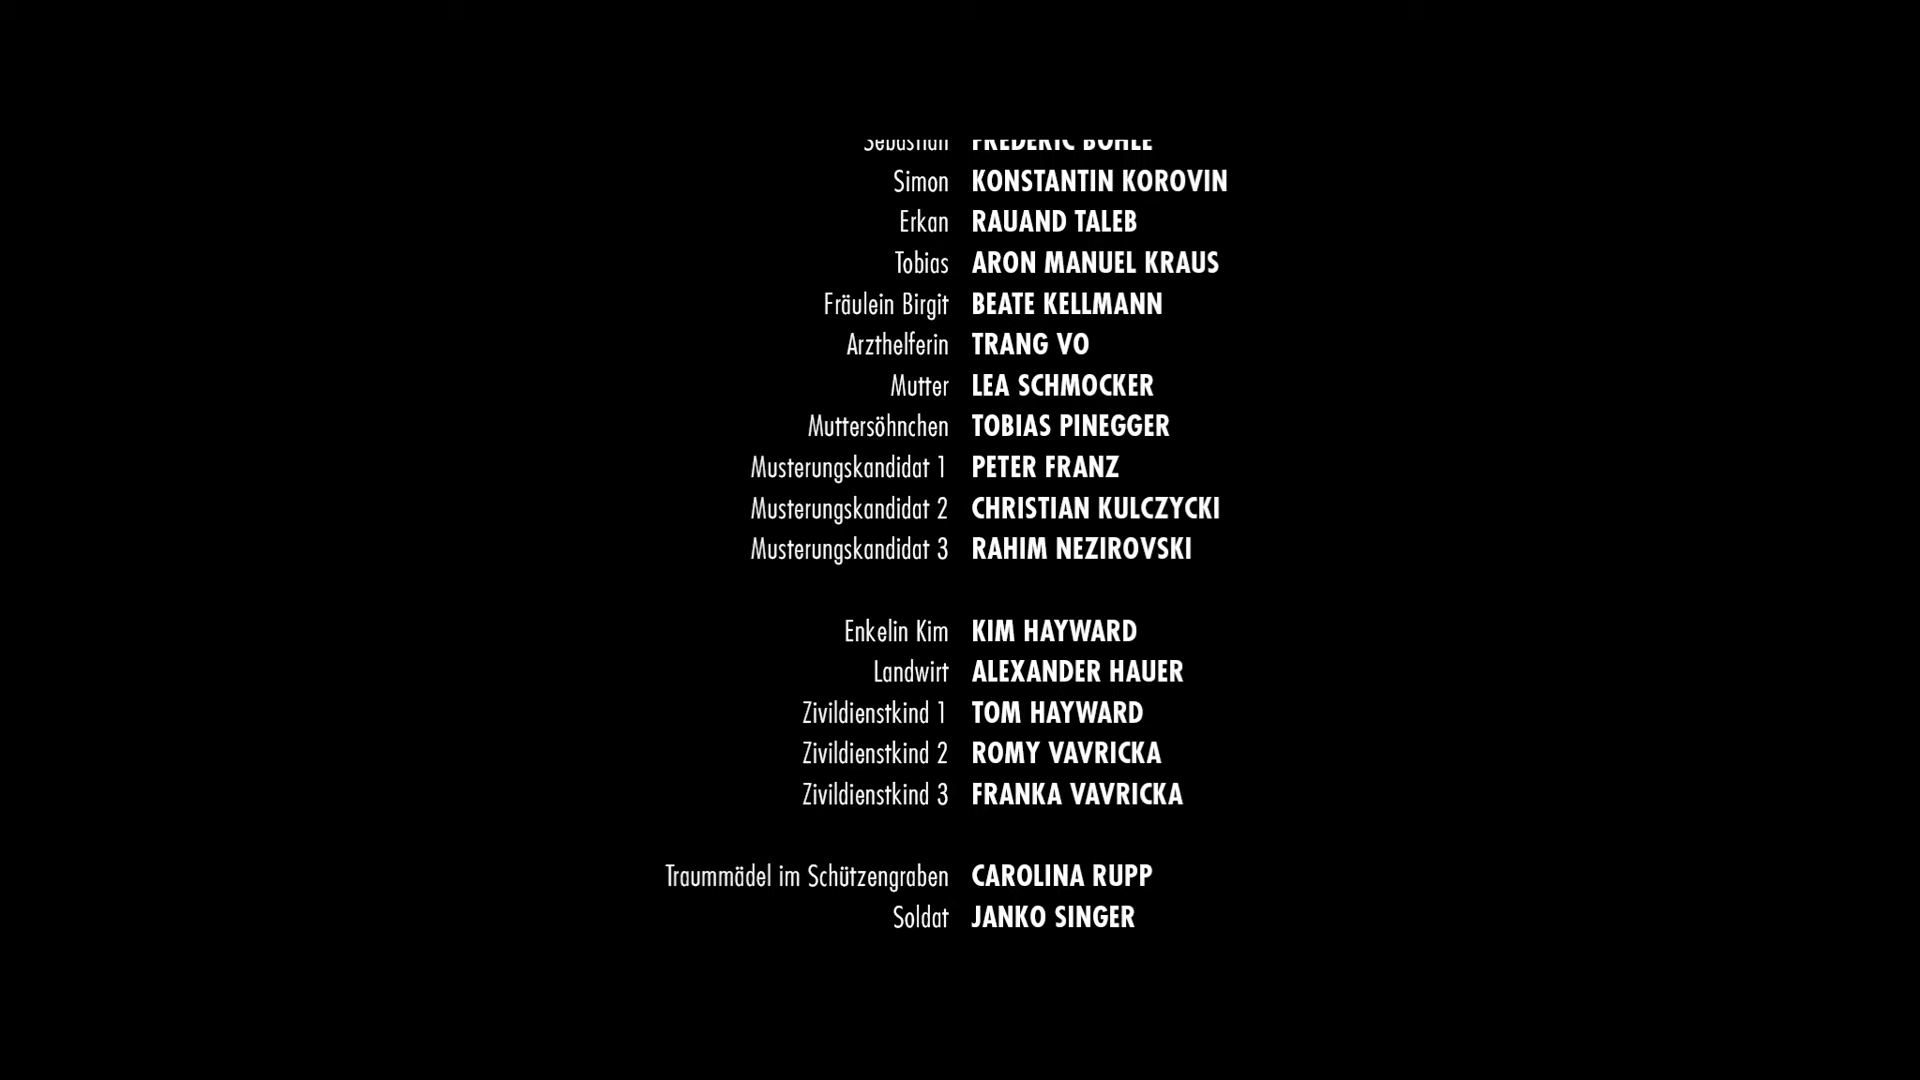 Sebastian FREDERIC BOHLE
Simon KONSTANTIN KOROVIN
Erkan RAUAND TALEB
Tobias ARON MANUEL KRAUS
Fräulein Birgit BEATE KELLMANN
Arzthelferin TRANG VO
Mutter LEA SCHMOCKER
Muttersöhnchen TOBIAS PINEGGER
Musterungskandidat 1 PETER FRANZ
Musterungskandidat 2 CHRISTIAN KULCZYCKI
Musterungskandidat 3 RAHIM NEZIROVSKI
Enkelin Kim KIM HAYWARD
Landwirt ALEXANDER HAUER
Zivildienstkind 1 TOM HAYWARD
Zivildienstkind 2 ROMY VAVRICKA
Zivildienstkind 3 FRANKA VAVRICKA
Traummädel im Schützengraben CAROLINA RUPP
Soldat JANKO SINGER